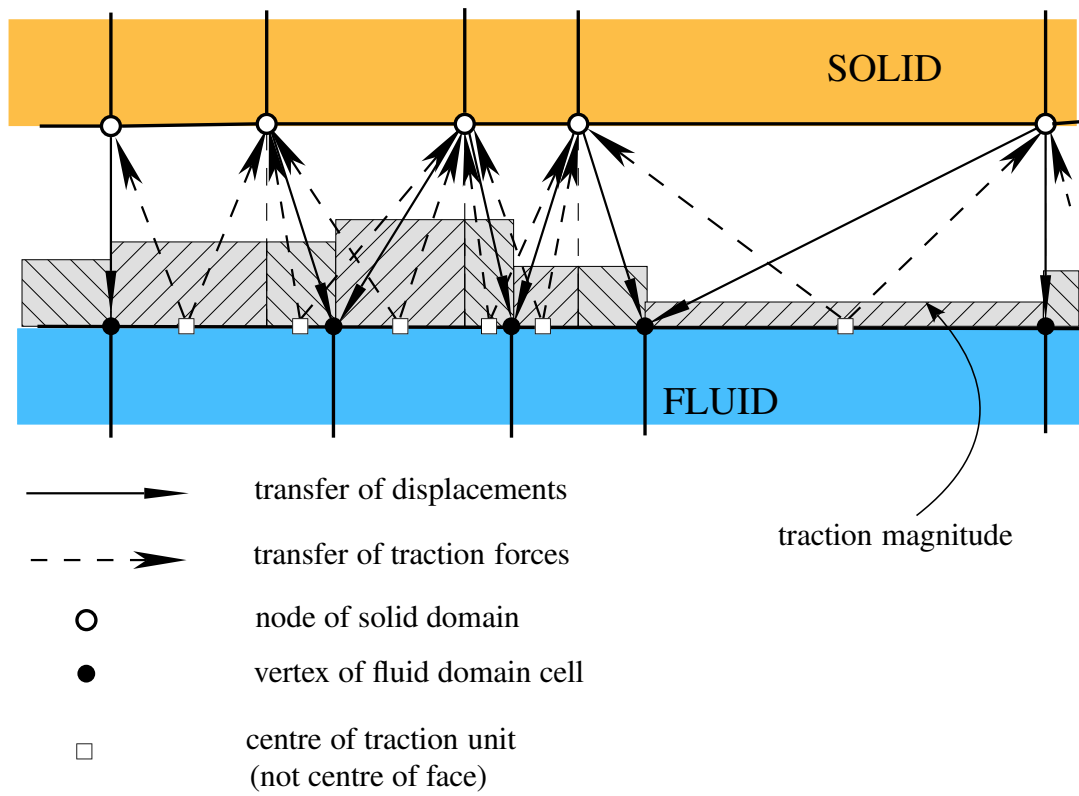 SOLID
FLUID
transfer of displacements
traction magnitude
transfer of traction forces
node of solid domain
vertex of fluid domain cell
centre of traction unit
(not centre of face)